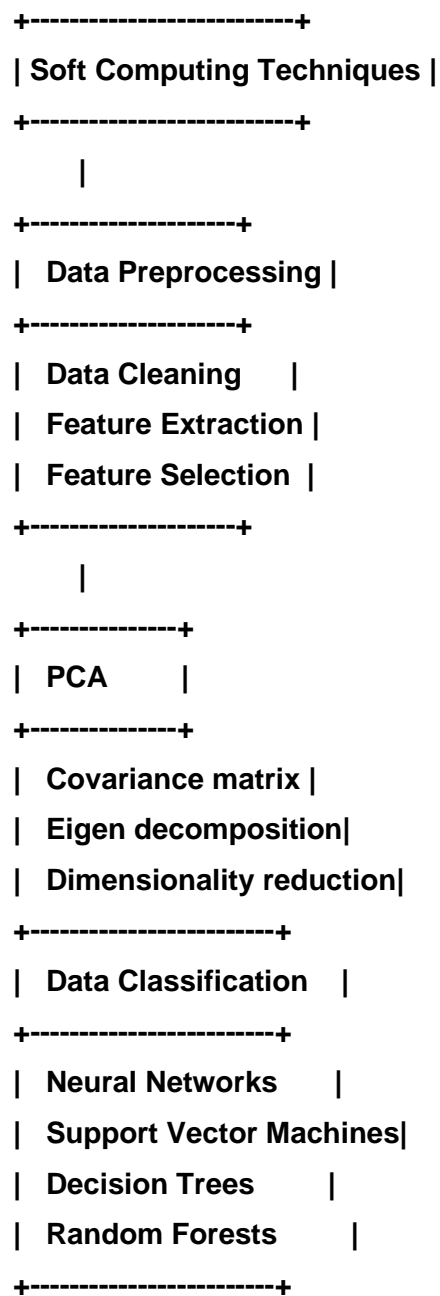 +---------------------------+
| Soft Computing Techniques |
+---------------------------+
|
+---------------------+
| Data Preprocessing |
+---------------------+
| Data Cleaning |
| Feature Extraction |
| Feature Selection |
+---------------------+
|
+---------------+
| PCA |
+---------------+
| Covariance matrix |
| Eigen decomposition|
| Dimensionality reduction|
+-------------------------+
| Data Classification |
+-------------------------+
| Neural Networks |
| Support Vector Machines|
| Decision Trees |
| Random Forests |
+-------------------------+